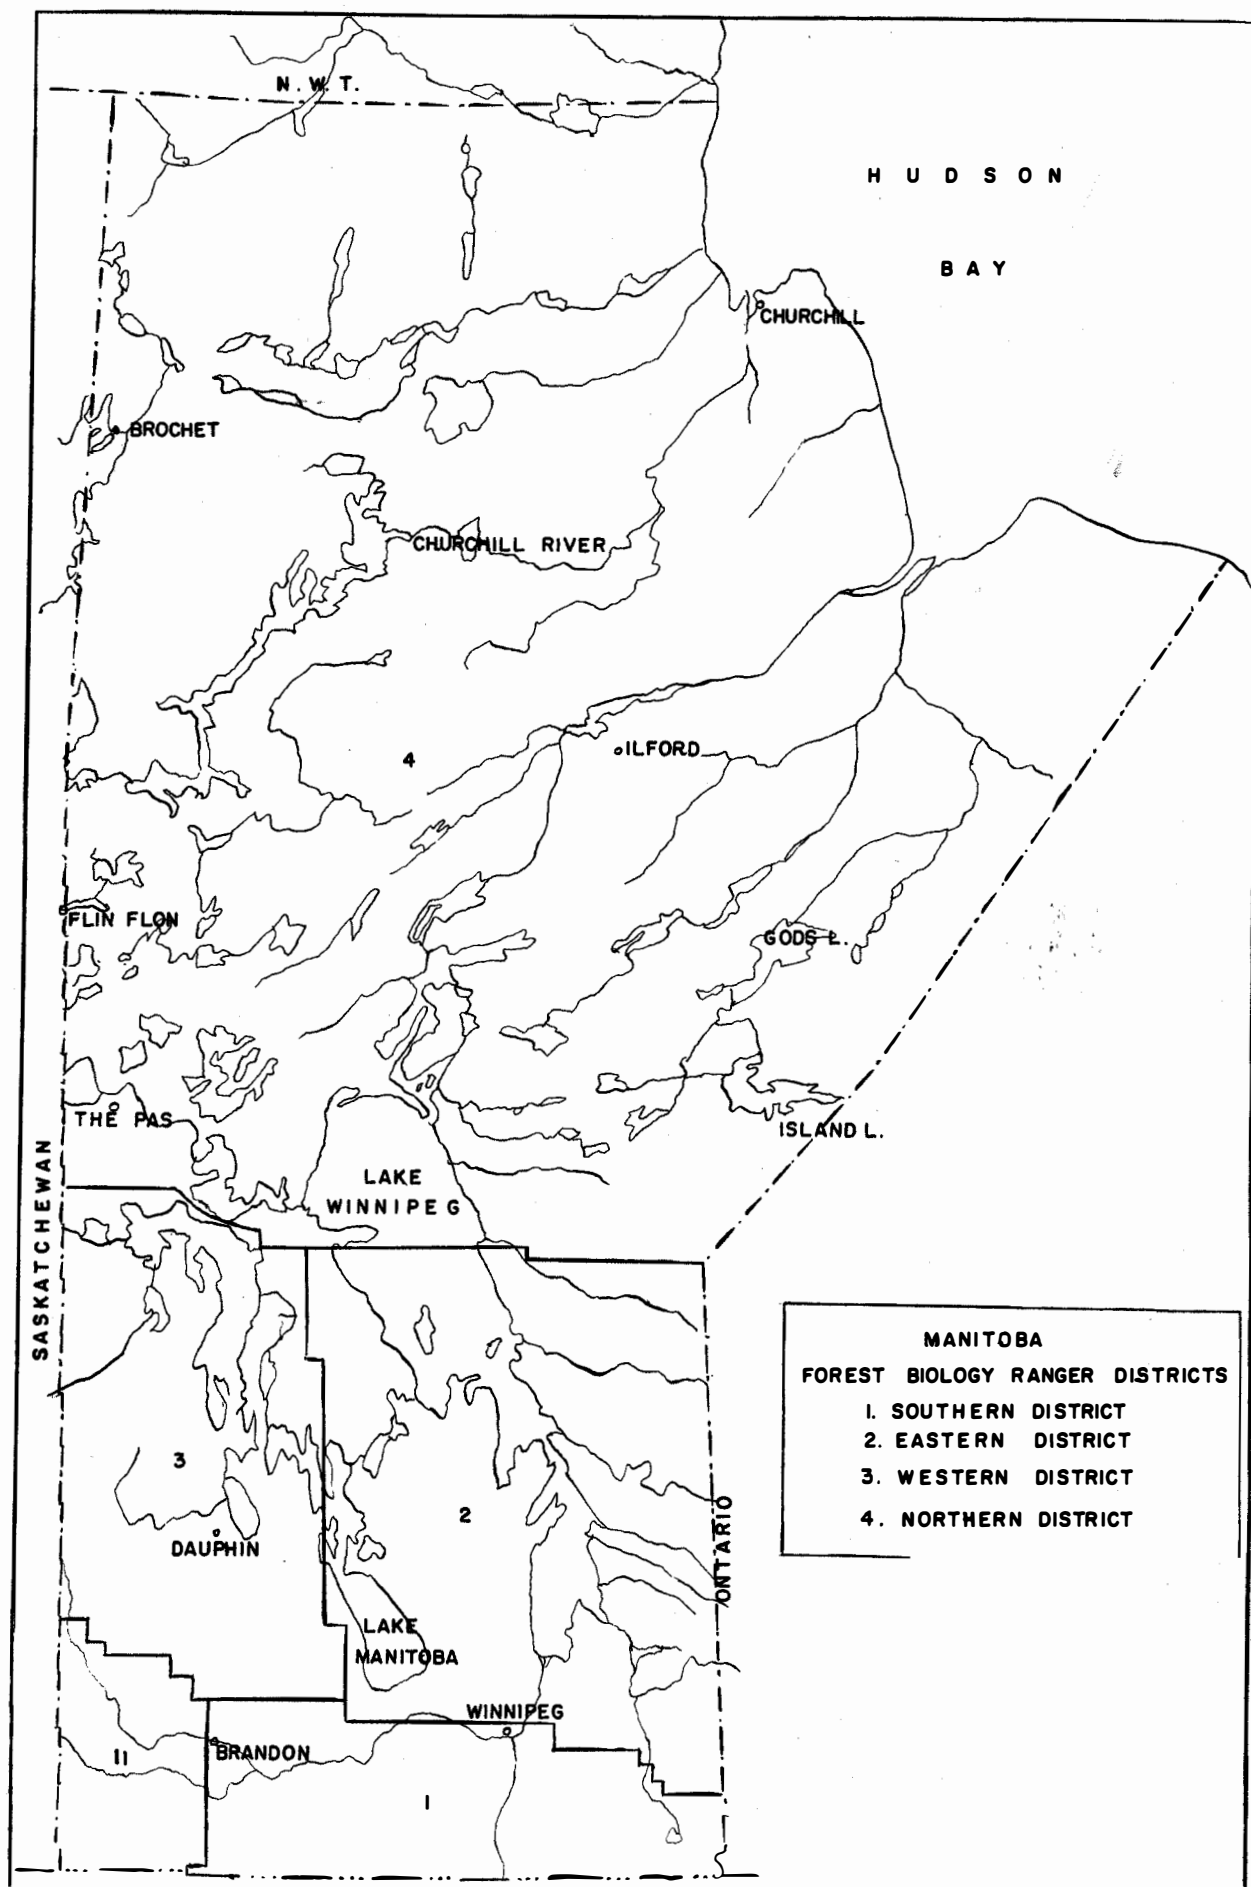 N. W. T.
HUDSON
BAY
CHURCHILL
BROCHET
CHURCHILL RIVER
4
ILFORD
FLIN FLON
GODS L.
THE PAS
ISLAND L.
SASKATCHEWAN
LAKE
WINNIPEG
MANITOBA
FOREST BIOLOGY RANGER DISTRICTS
1. SOUTHERN DISTRICT
2. EASTERN DISTRICT
3. WESTERN DISTRICT
4. NORTHERN DISTRICT
3
2
ONTARIO
DAUPHIN
LAKE
MANITOBA
WINNIPEG
BRANDON
11
1